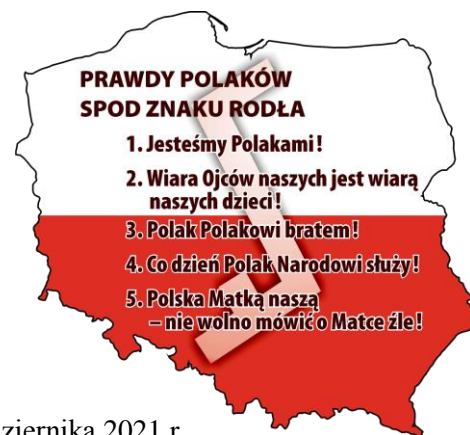 PRAWDY POLAKÓW
SPOD ZNAKU RODŁA
1. Jesteśmy Polakami!
2. Wiara Ojców naszych jest wiarą
naszych dzieci!
3. Polak Polakowi bratem!
4. Co dzień Polak Narodowi służy!
5. Polska Matką naszą
– nie wolno mówić o Matce źle!
ziernika 2021 r.